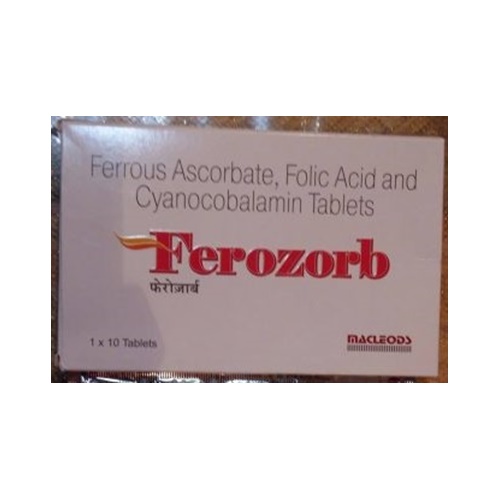 Ferrous Ascorbate, Folic Acid and
Cyanocobalamin Tablets
Ferozorb
फेरोज़ार्ब
1 x 10 Tablets
MACLEODS